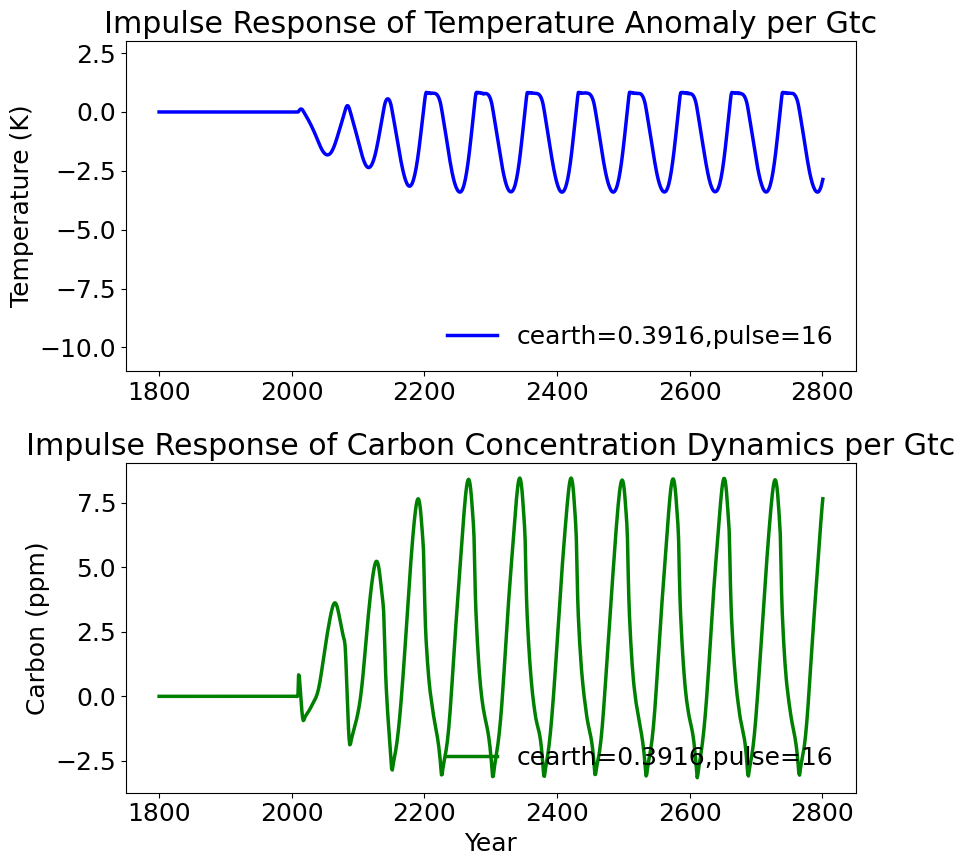 Impulse Response of Temperature Anomaly per Gtc
2.5
0.0
−2.5
−5.0
−7.5
−10.0
Temperature (K)
cearth=0.3916,pulse=16
1800 2000 2200 2400 2600 2800
Impulse Response of Carbon Concentration Dynamics per Gtc
7.5
5.0
2.5
0.0
−2.5
Carbon (ppm)
cearth=0.3916,pulse=16
1800 2000 2200 2400 2600 2800
Year